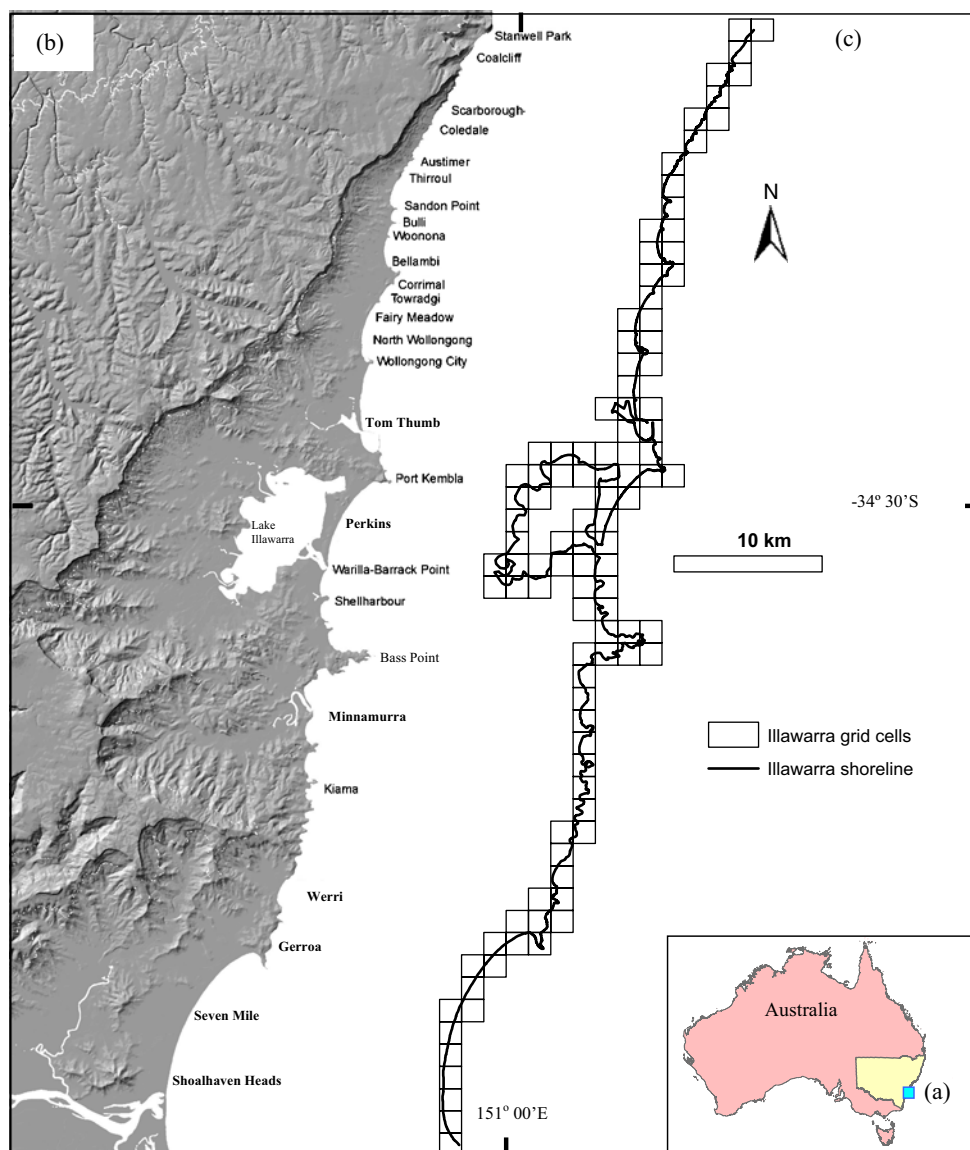 (b)
Stanwell Park
Coalcliff
Scarborough-
Coledale
Austimer
Thirroul
Sandon Point
Bulli
Woonona
Bellambi
Corrimal
Towradgi
Fairy Meadow
North Wollongong
Wollongong City
Tom Thumb
Port Kembla
Lake
Illawarra
Perkins
Warilla-Barrack Point
Shellharbour
Bass Point
Minnamurra
Kiama
Werri
Gerroa
Seven Mile
Shoalhaven Heads
(c)
N
-34° 30'S
10 km
Illawarra grid cells
Illawarra shoreline
151° 00'E
Australia
(a)